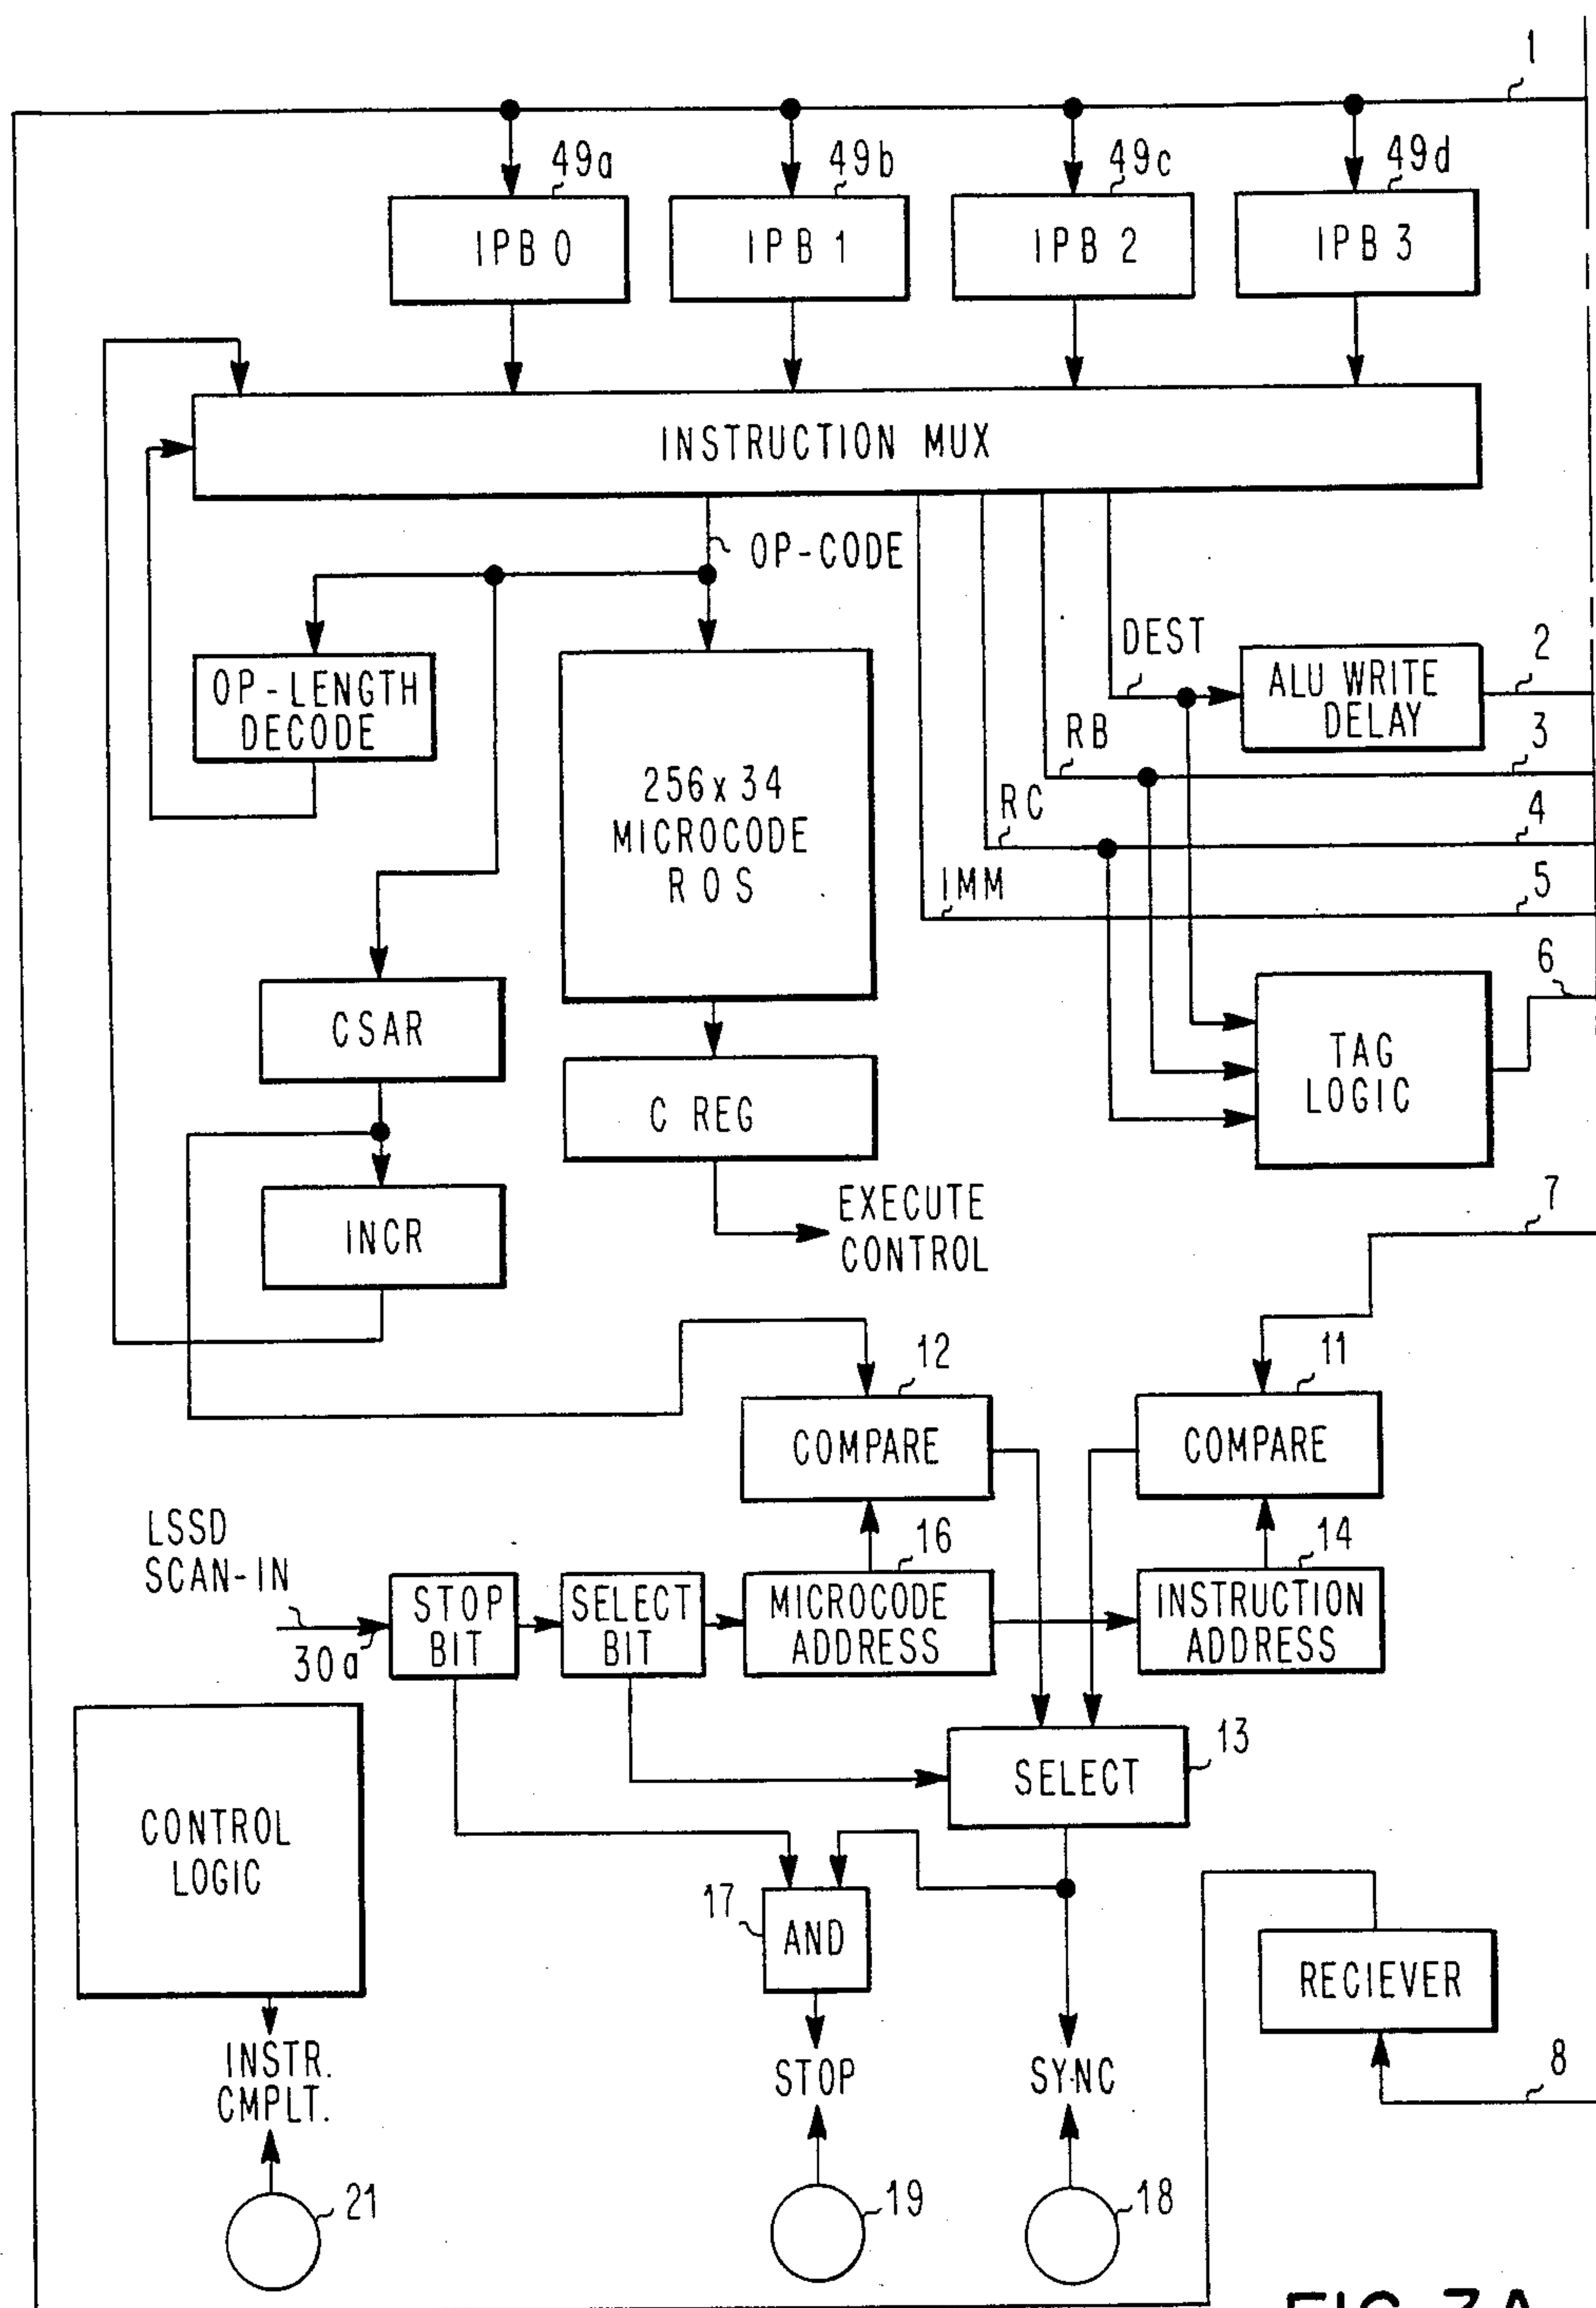 1
49a
49b
49c
49d
IPB 0
IPB 1
IPB 2
IPB 3
INSTRUCTION MUX
OP-CODE
DEST
ALU WRITE
DELAY
2
OP-LENGTH
DECODE
RB
3
256x34
MICROCODE
ROS
RC
4
IMM
5
6
CSAR
TAG
LOGIC
C REG
EXECUTE
CONTROL
7
INCR
12
11
COMPARE
COMPARE
LSSD
SCAN-IN
16
14
30a
STOP
BIT
SELECT
BIT
MICROCODE
ADDRESS
INSTRUCTION
ADDRESS
13
SELECT
CONTROL
LOGIC
17
AND
RECIEVER
INSTR.
CMPLT.
STOP
SYNC
8
21
19
18
FIG. 3A